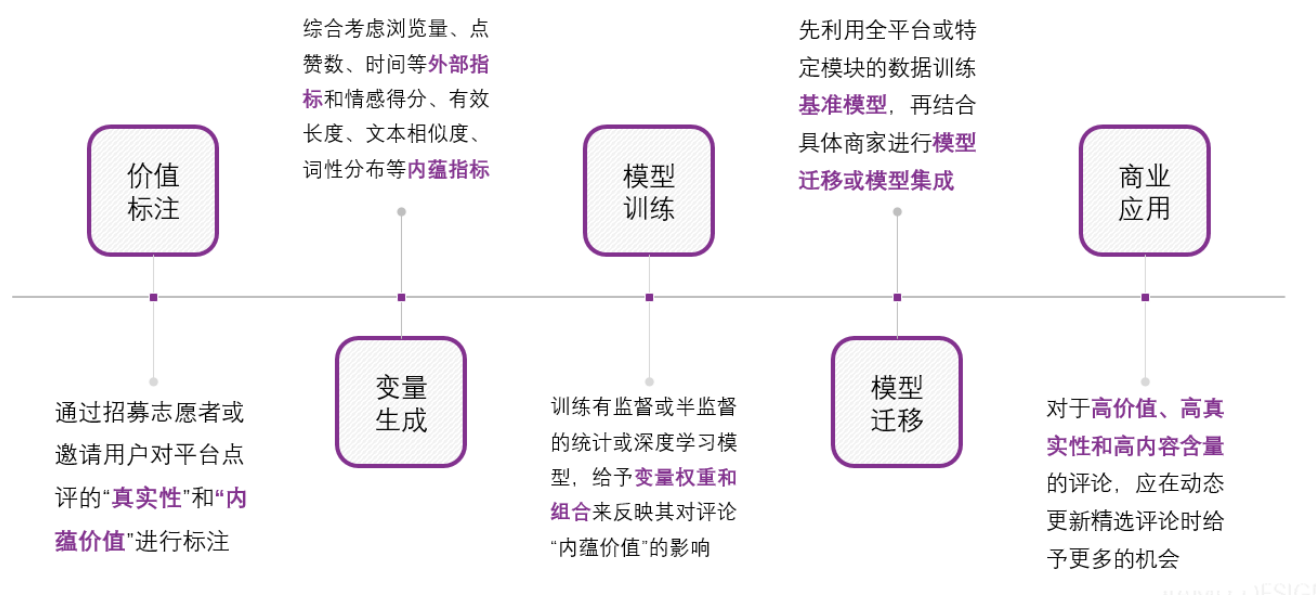 价值
标注
通过招募志愿者或
邀请用户对平台点
评的“真实性”和“内
蕴价值”进行标注
综合考虑浏览量、点
赞数、时间等外部指
标和情感得分、有效
长度、文本相似度、
词性分布等内蕴指标
变量
生成
模型
训练
训练有监督或半监督
的统计或深度学习模
型，给予变量权重和
组合来反映其对评论
“内蕴价值”的影响
先利用全平台或特
定模块的数据训练
基准模型，再结合
具体商家进行模型
迁移或模型集成
模型
迁移
商业
应用
对于高价值、高真
实性和高内容含量
的评论，应在动态
更新精选评论时给
予更多的机会